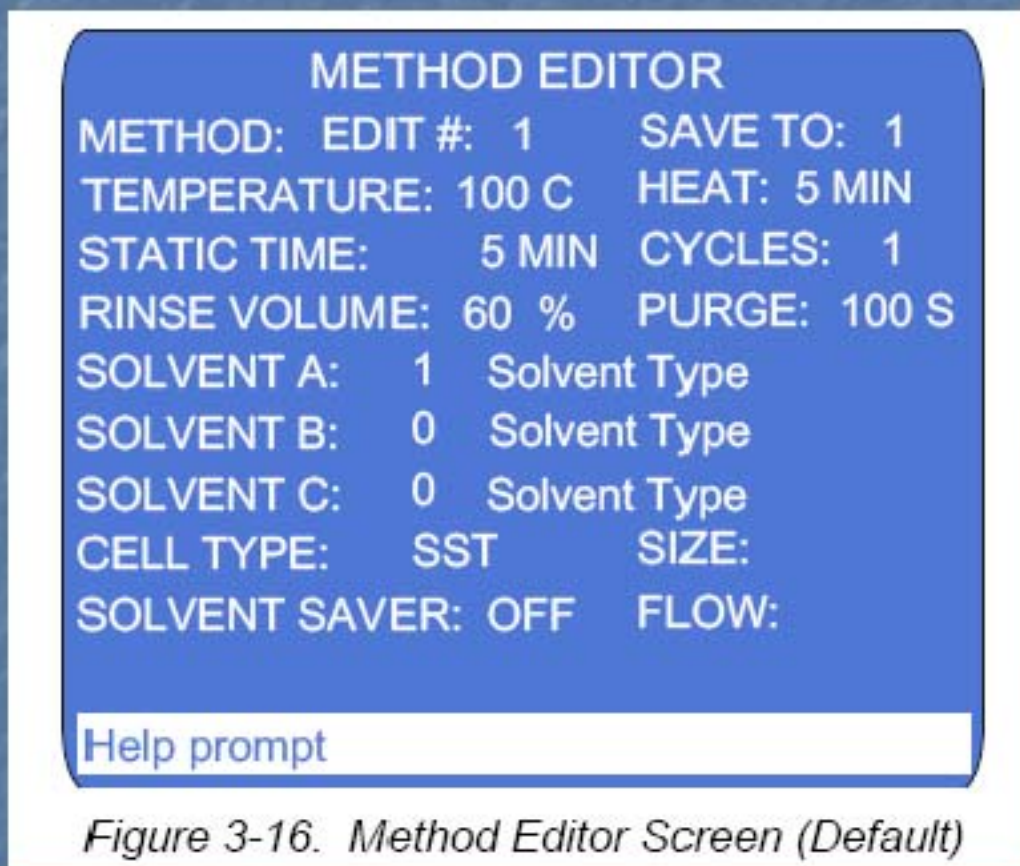 METHOD EDITOR
METHOD: EDIT #: 1 SAVE TO: 1
TEMPERATURE: 100 C HEAT: 5 MIN
STATIC TIME: 5 MIN CYCLES: 1
RINSE VOLUME: 60 % PURGE: 100 S
SOLVENT A: 1 Solvent Type
SOLVENT B: 0 Solvent Type
SOLVENT C: 0 Solvent Type
CELL TYPE: SST SIZE:
SOLVENT SAVER: OFF FLOW:
Help prompt
Figure 3-16. Method Editor Screen (Default)